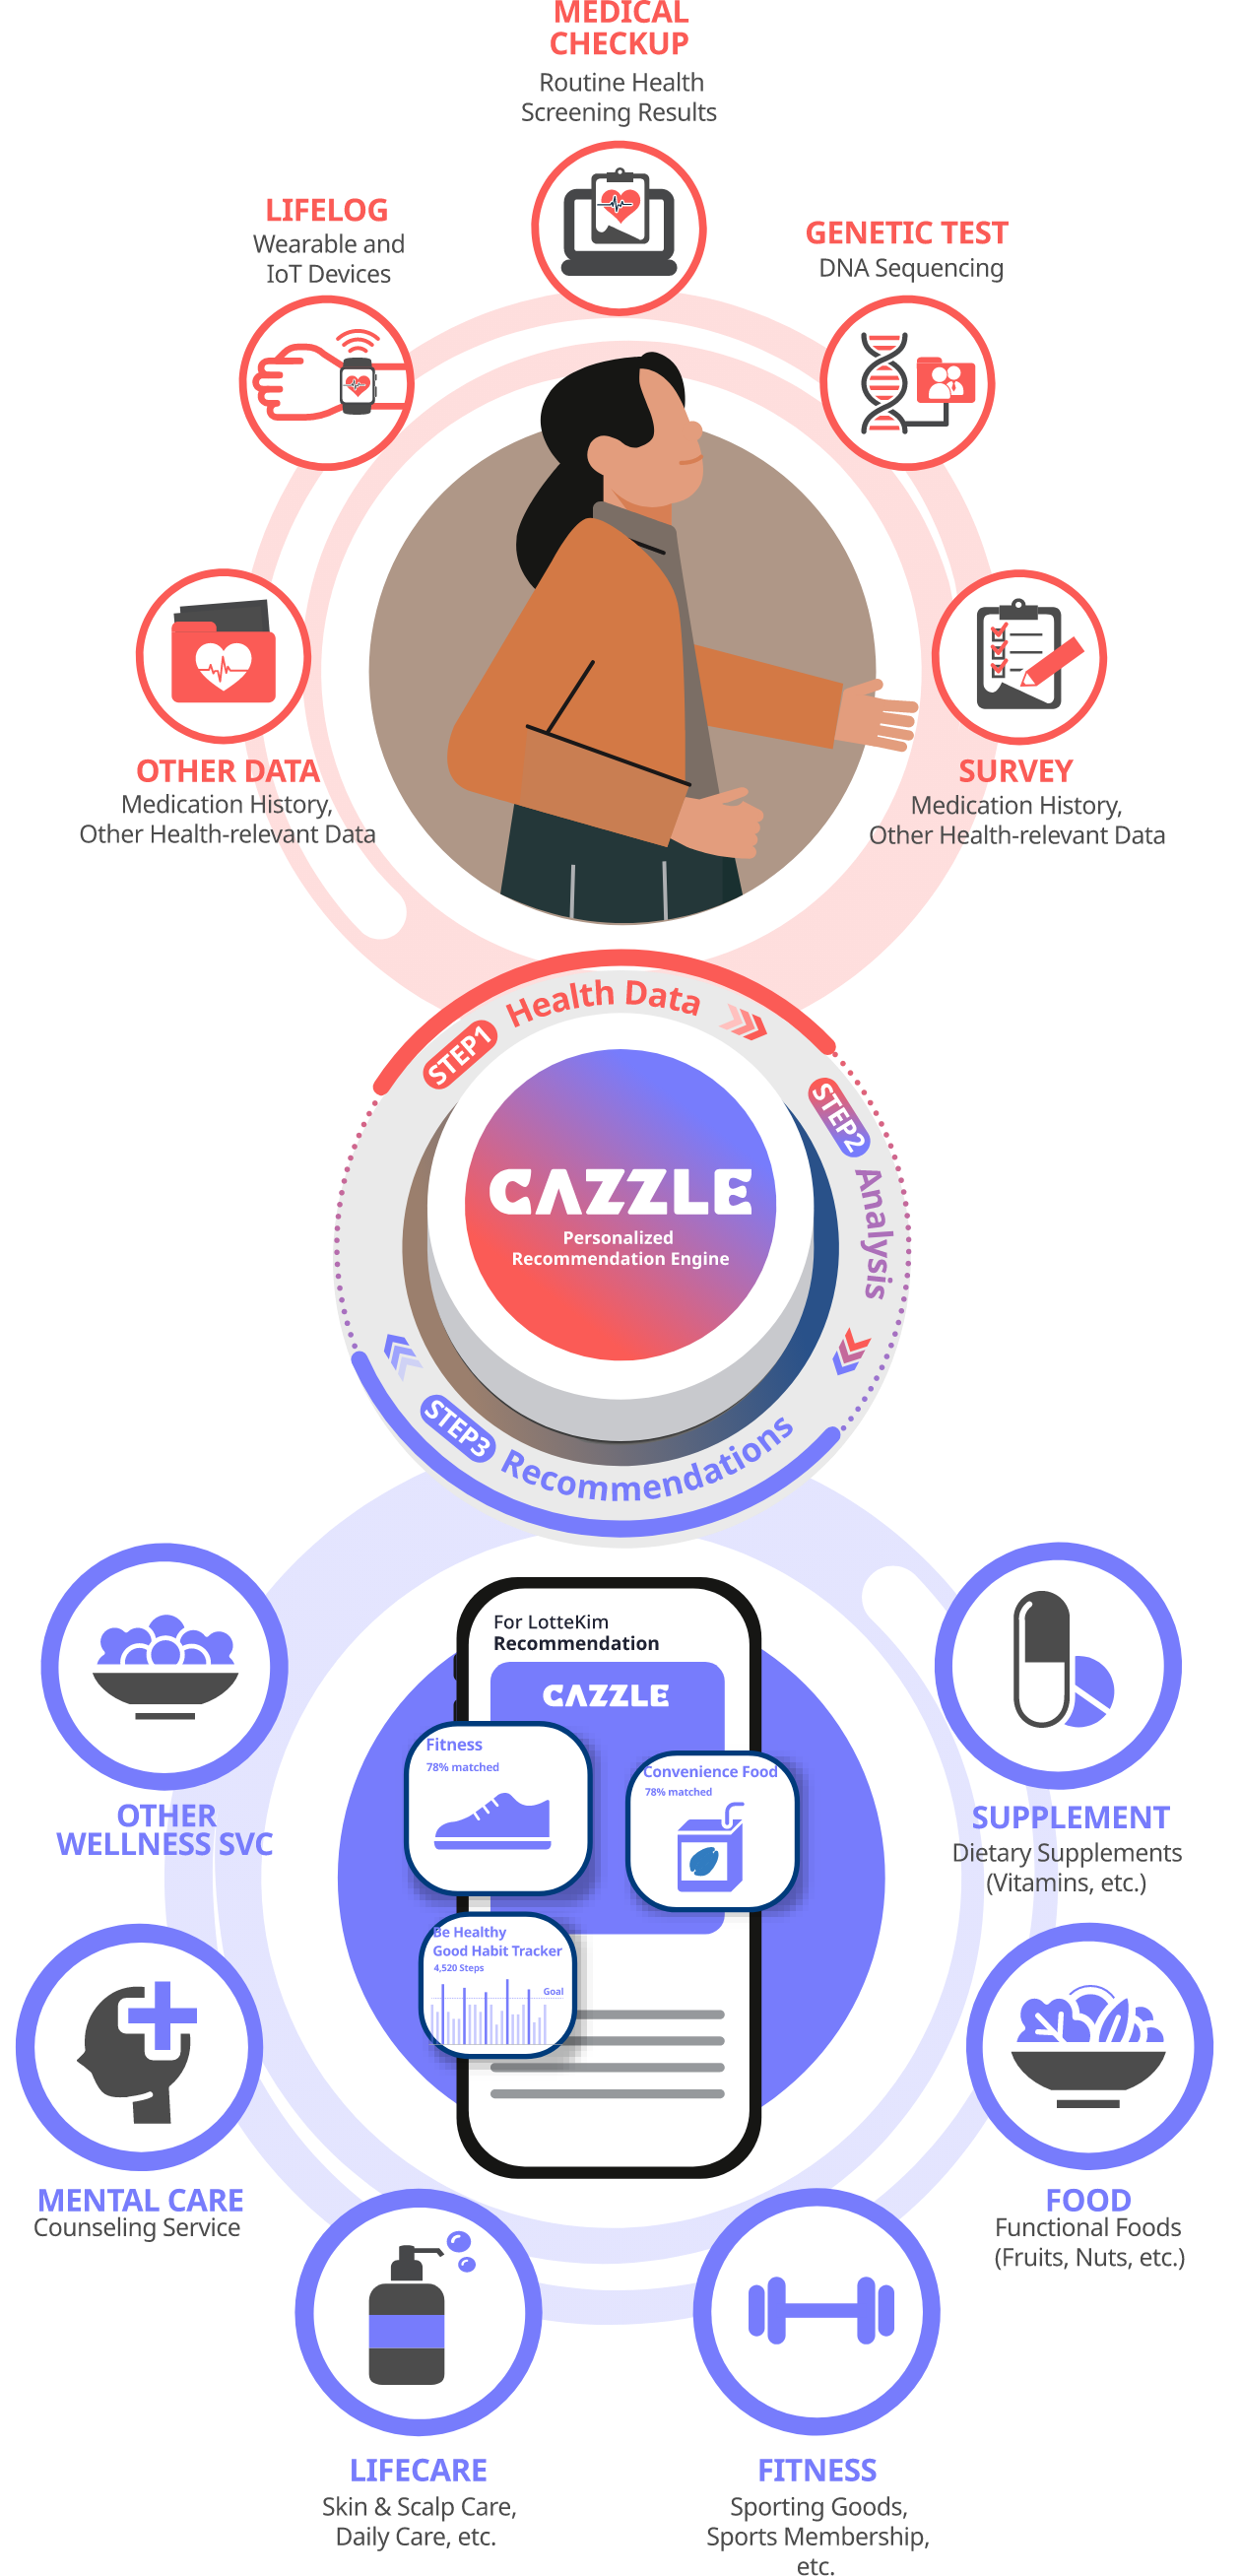 MEDICAL
CHECKUP
Routine Health
Screening Results
LIFELOG
Wearable and
IoT Devices
GENETIC TEST
DNA Sequencing
OTHER DATA
Medication History,
Other Health-relevant Data
SURVEY
Medication History,
Other Health-relevant Data
STEP1 Health Data
STEP2 Analysis
CAZZLE
Personalized
Recommendation Engine
STEP3 Recommendations
For LotteKim
Recommendation
CAZZLE
Fitness
78% matched
Convenience Food
78% matched
Be Healthy
Good Habit Tracker
4,520 Steps
Goal
OTHER
WELLNESS SVC
SUPPLEMENT
Dietary Supplements
(Vitamins, etc.)
MENTAL CARE
Counseling Service
FOOD
Functional Foods
(Fruits, Nuts, etc.)
LIFECARE
Skin & Scalp Care,
Daily Care, etc.
FITNESS
Sporting Goods,
Sports Membership,
etc.